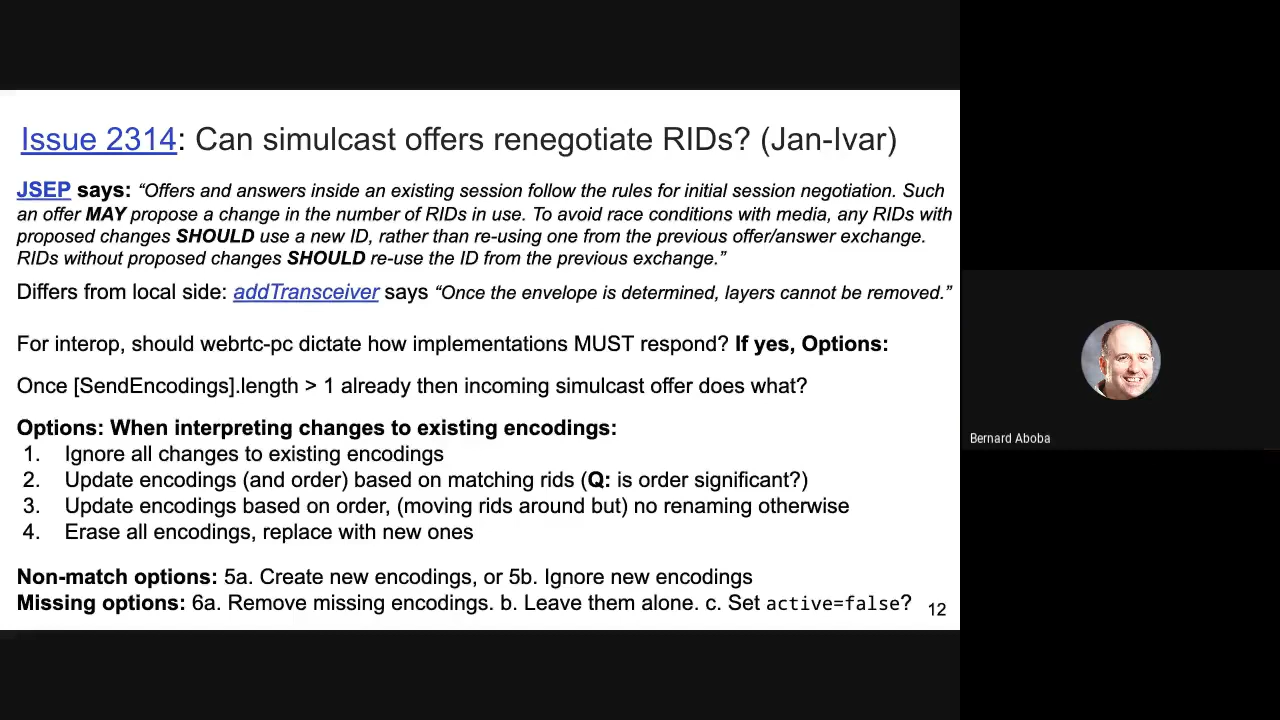 Issue 2314: Can simulcast offers renegotiate RIDs? (Jan-Ivar)
JSEP says: “Offers and answers inside an existing session follow the rules for initial session negotiation. Such
an offer MAY propose a change in the number of RIDs in use. To avoid race conditions with media, any RIDs with
proposed changes SHOULD use a new ID, rather than re-using one from the previous offer/answer exchange.
RIDs without proposed changes SHOULD re-use the ID from the previous exchange.”
Differs from local side: addTransceiver says “Once the envelope is determined, layers cannot be removed.”
For interop, should webrtc-pc dictate how implementations MUST respond? If yes, Options:
Once [SendEncodings].length > 1 already then incoming simulcast offer does what?
Options: When interpreting changes to existing encodings:
1. Ignore all changes to existing encodings
2. Update encodings (and order) based on matching rids (Q: is order significant?)
3. Update encodings based on order, (moving rids around but) no renaming otherwise
4. Erase all encodings, replace with new ones
Non-match options: 5a. Create new encodings, or 5b. Ignore new encodings
Missing options: 6a. Remove missing encodings. b. Leave them alone. c. Set active=false?
12
Bernard Aboba